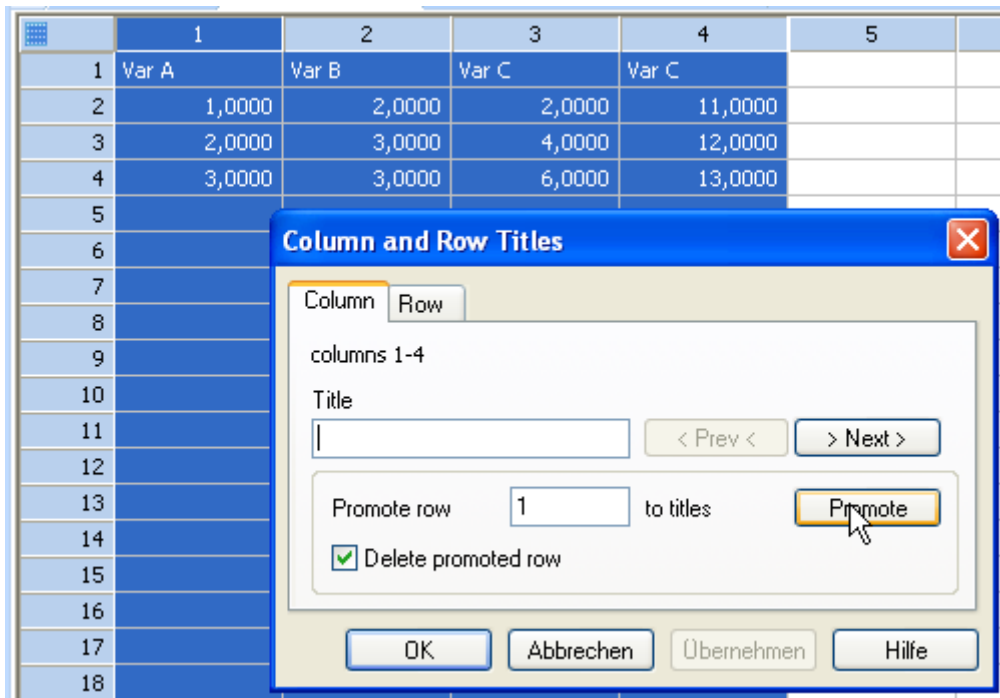 1 2 3 4 5
1 Var A Var B Var C Var C
2 1,0000 2,0000 2,0000 11,0000
3 2,0000 3,0000 4,0000 12,0000
4 3,0000 3,0000 6,0000 13,0000
5
6
7
8
9
10
11
12
13
14
15
16
17
18
Column and Row Titles
Column Row
columns 1-4
Title
< Prev < > Next >
Promote row 1 to titles Promote
Delete promoted row
OK Abbrechen Übernehmen Hilfe